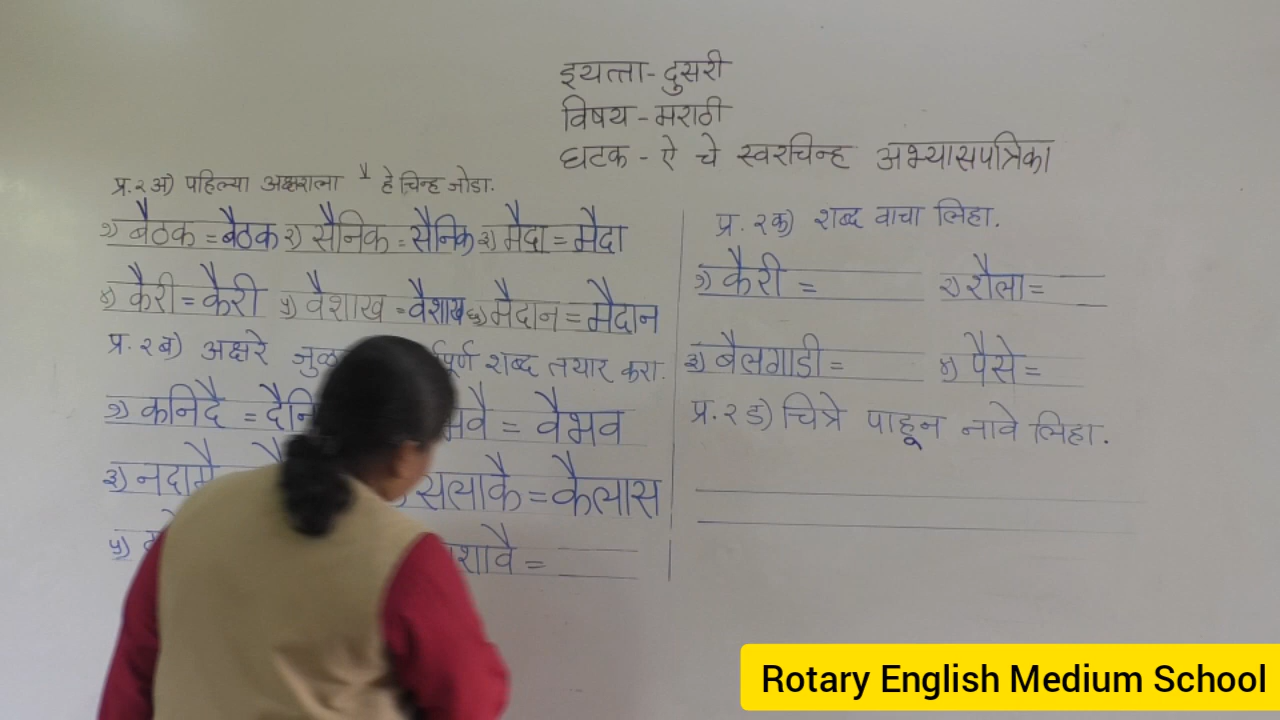 इयत्ता - दुसरी
विषय - मराठी
घटक - ऐ चे स्वरचिन्ह अभ्यासपत्रिका
प्र. २ अ) पहिल्या अक्षराला ै हे चिन्ह जोडा.
१) बैठक = बैठक २) सैनिक = सैनिक ३) मैदा = मैदा
४) कैरी = कैरी ५) वैशाख = वैशाख ६) मैदान = मैदान
प्र. २ ब) अक्षरे शब्द तयार करा.
१) कनिदै = = वैभव
३) सलाकै = कैलास
५) =
प्र. २ क) शब्द वाचा लिहा.
१) कैरी = २) शैला =
३) बैलगाडी = ४) पैसे =
प्र. २ ड) चित्रे पाहून नावे लिहा.
Rotary English Medium School